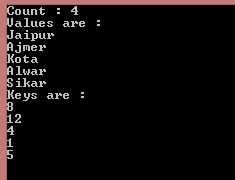 Count : 4
Values are :
Jaipur
Ajmer
Kota
Alwar
Sikar
Keys are :
8
12
4
1
5